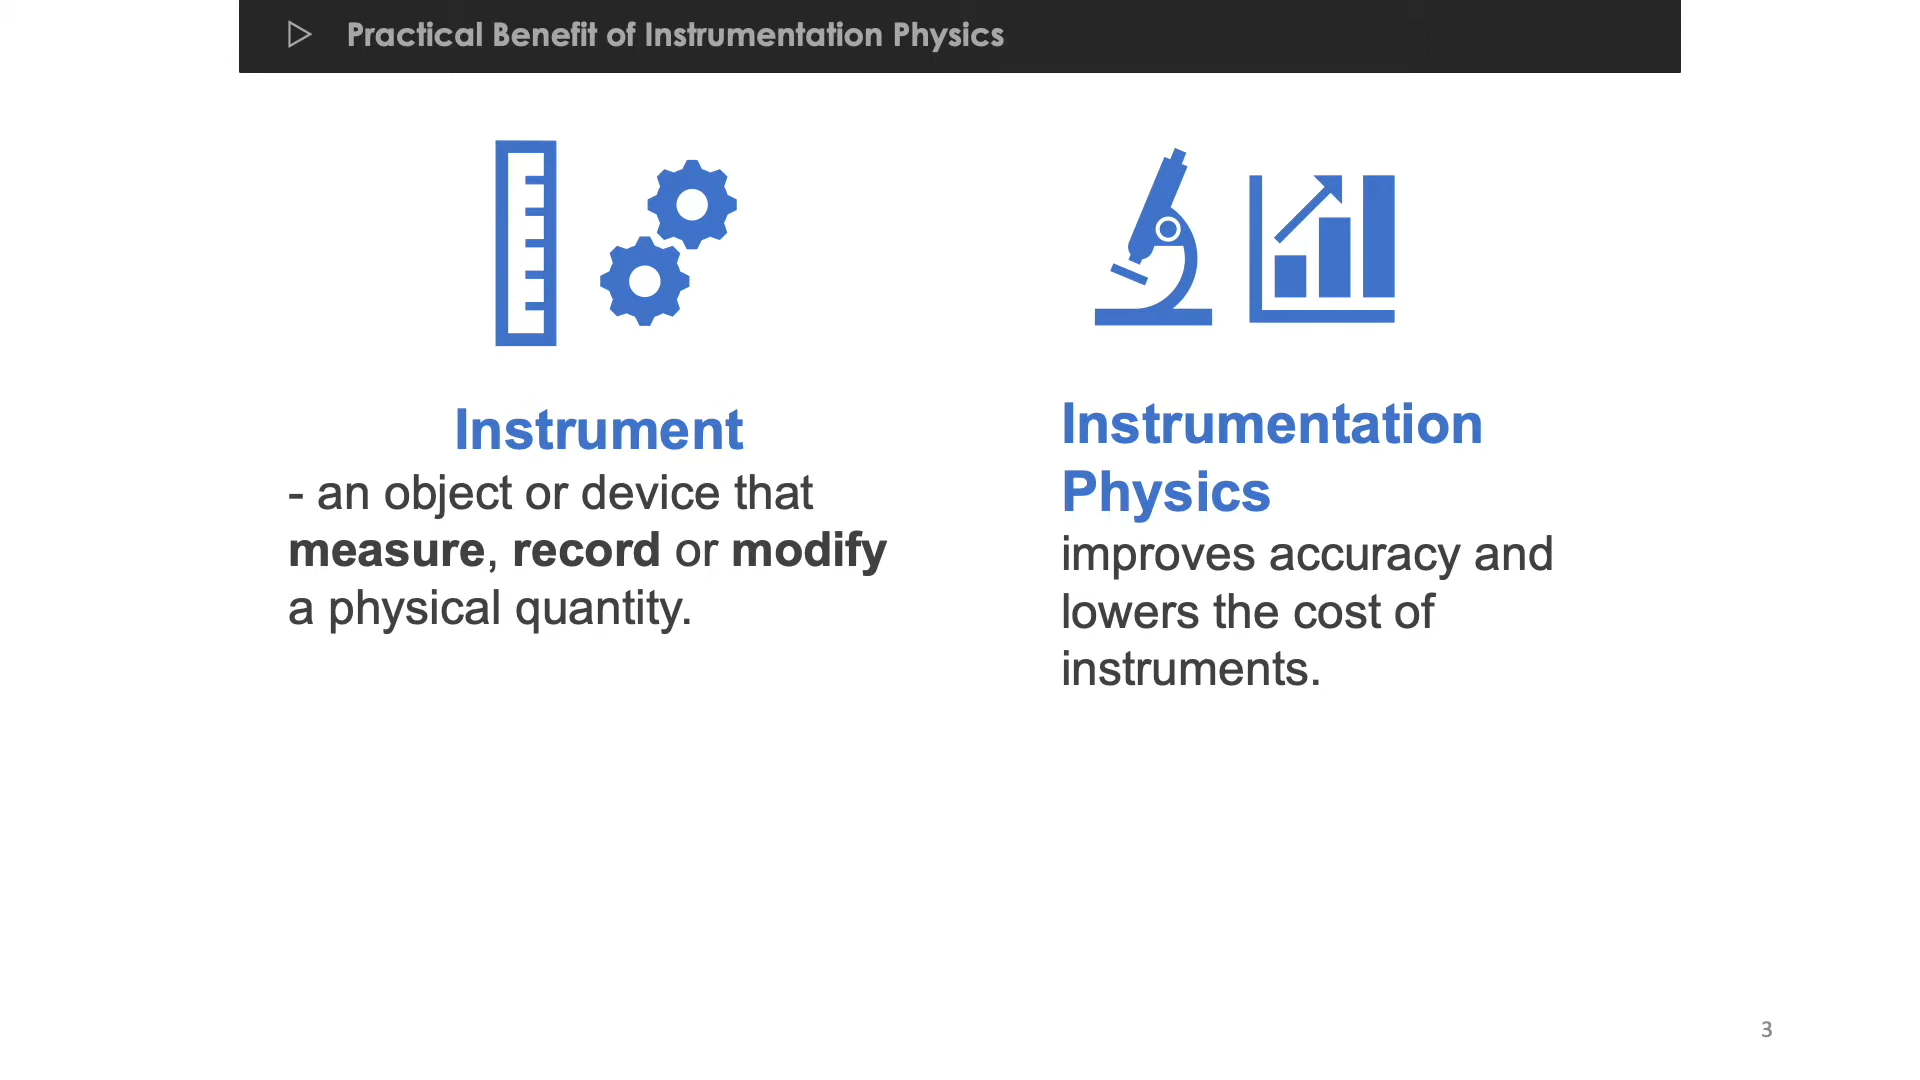 Practical Benefit of Instrumentation Physics
Instrument
- an object or device that
measure, record or modify
a physical quantity.
Instrumentation
Physics
improves accuracy and
lowers the cost of
instruments.
3